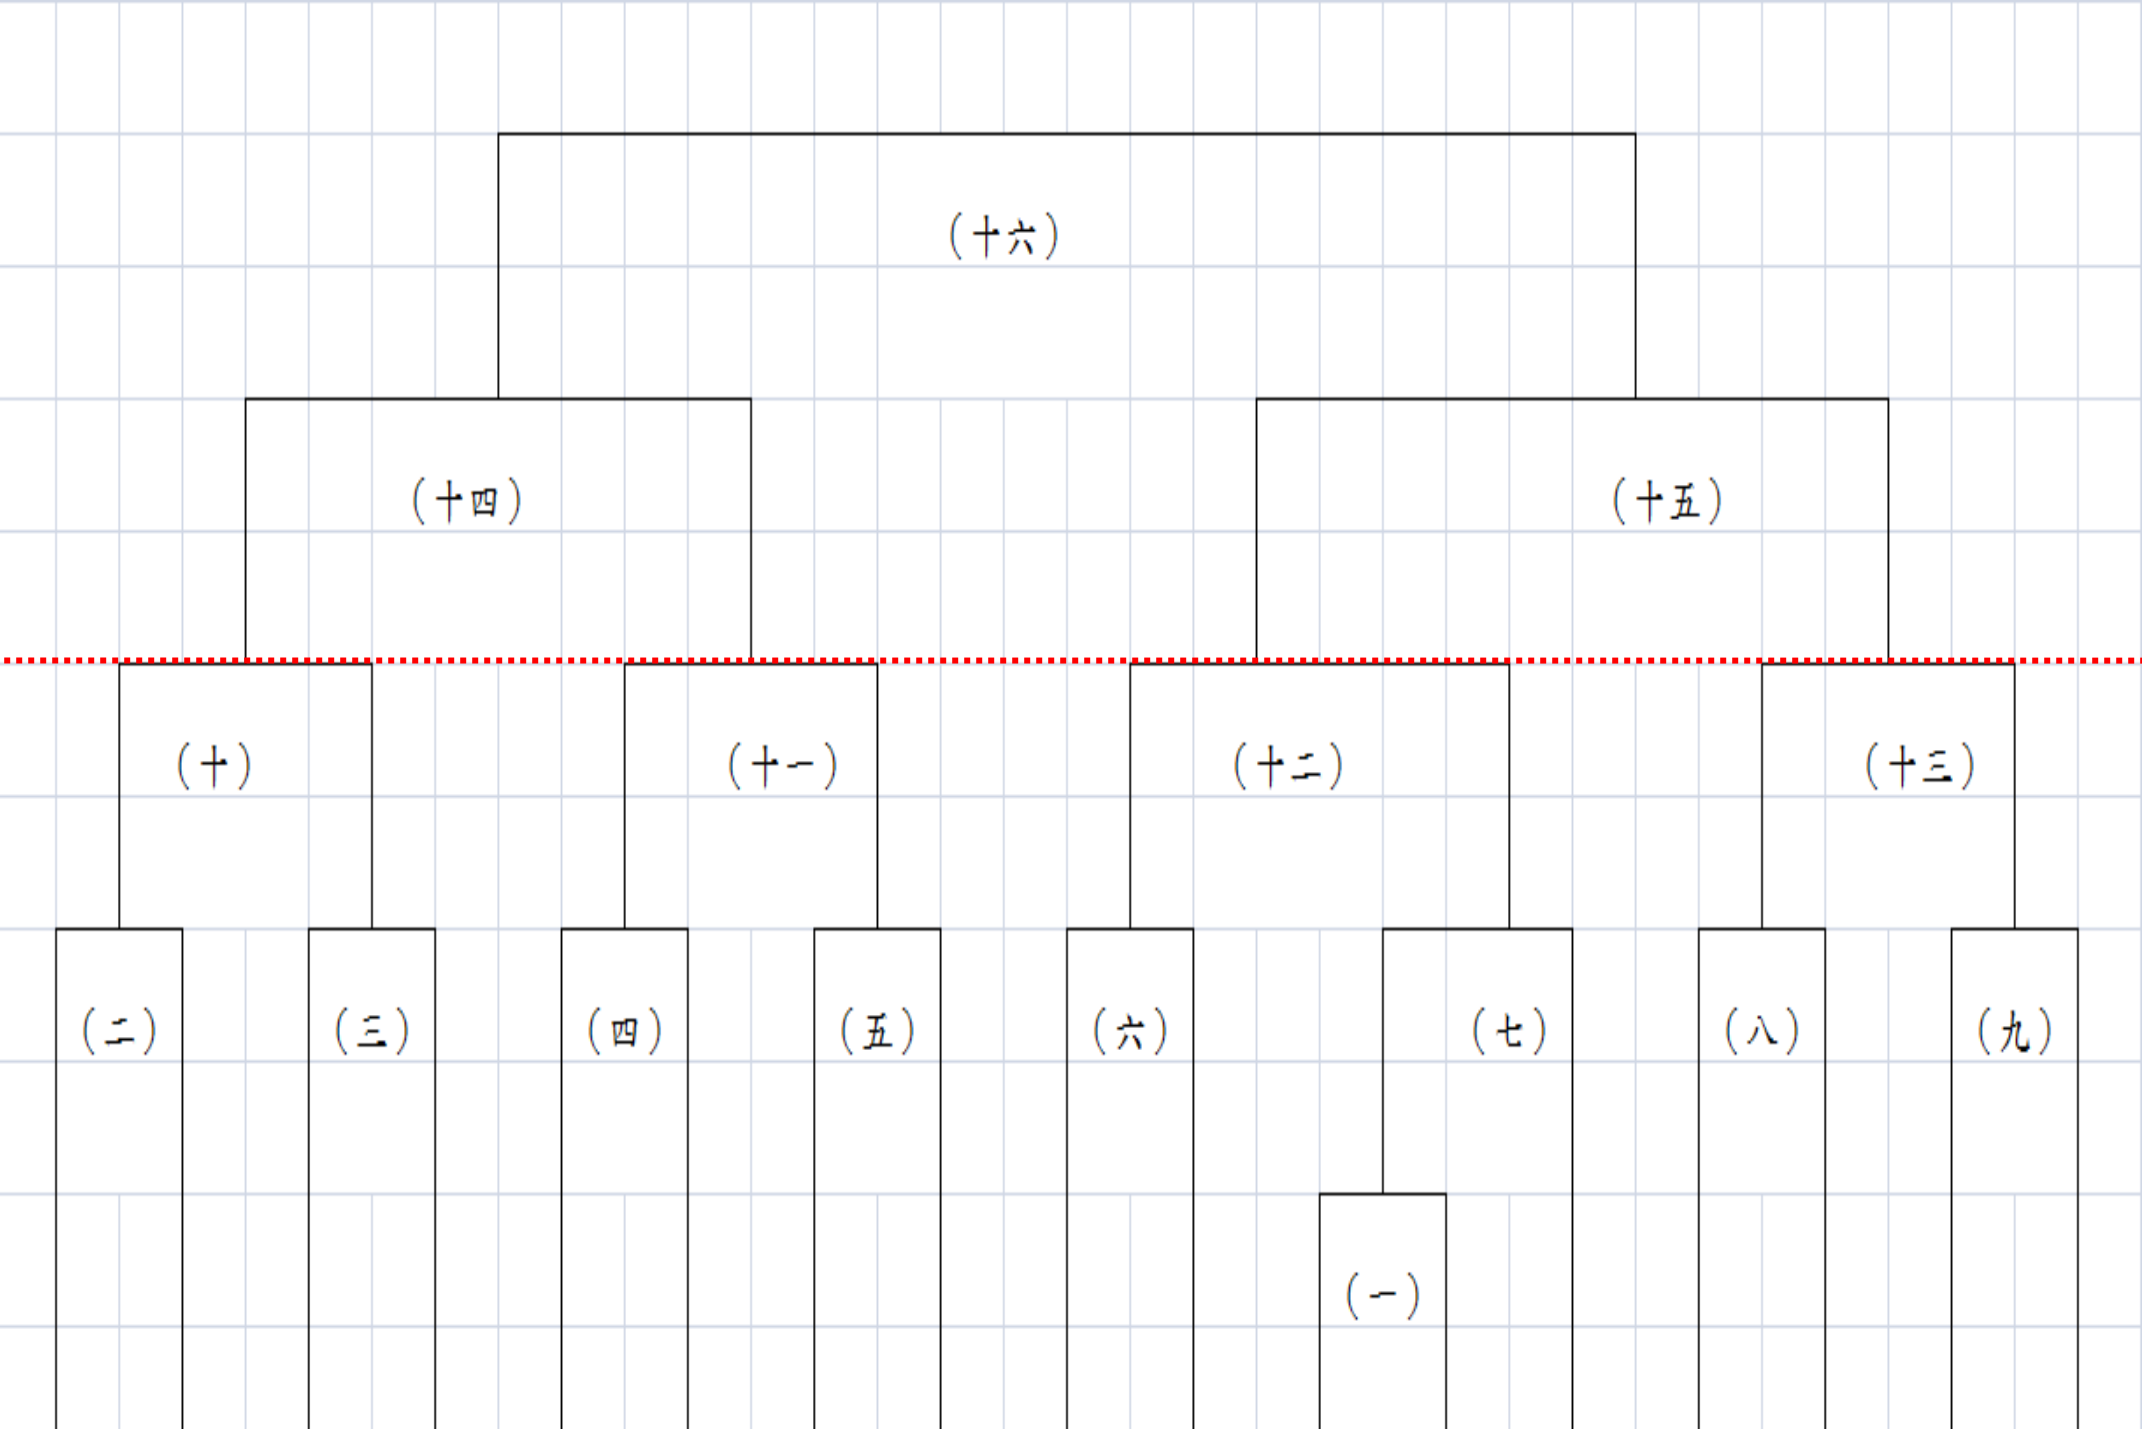 (十六)
(十四) (十五)
(十) (十一) (十二) (十三)
(二) (三) (四) (五) (六) (七) (八) (九)
(一)